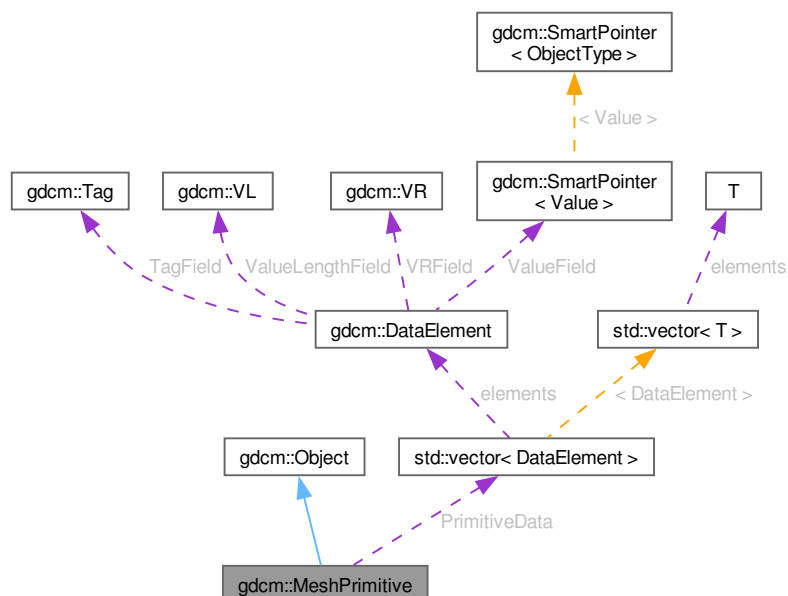 gdcm::SmartPointer
< ObjectType >
< Value >
gdcm::Tag
gdcm::VL
gdcm::VR
gdcm::SmartPointer
< Value >
T
TagField
ValueLengthField
VRField
ValueField
elements
gdcm::DataElement
std::vector< T >
elements
< DataElement >
gdcm::Object
std::vector< DataElement >
PrimitiveData
gdcm::MeshPrimitive